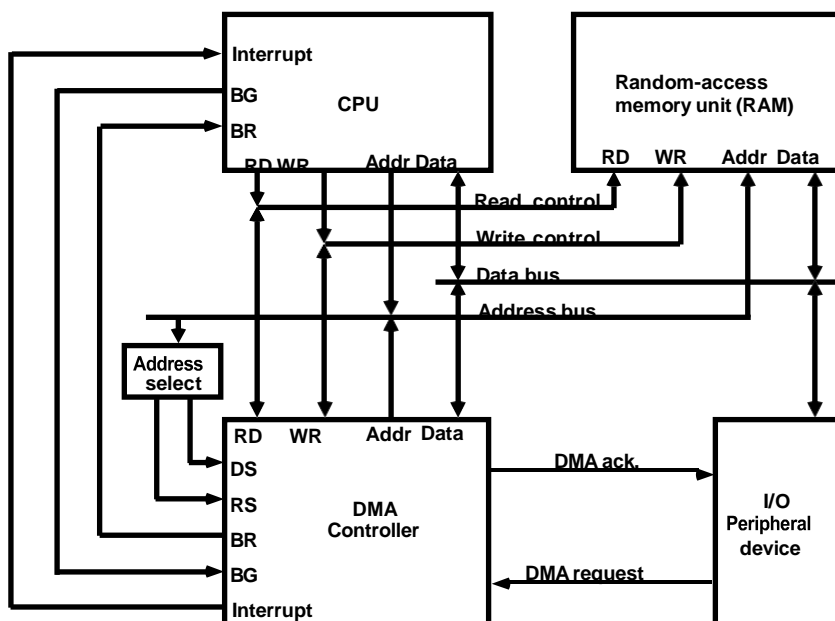 Interrupt
BG
CPU
BR
RD WR
Addr Data
Random-access
memory unit (RAM)
RD
WR
Addr
Data
Read control
Write control
Data bus
Address bus
Address
select
RD
WR
Addr
Data
DS
RS
BR
BG
Interrupt
DMA
Controller
DMA ack.
DMA request
I/O
Peripheral
device